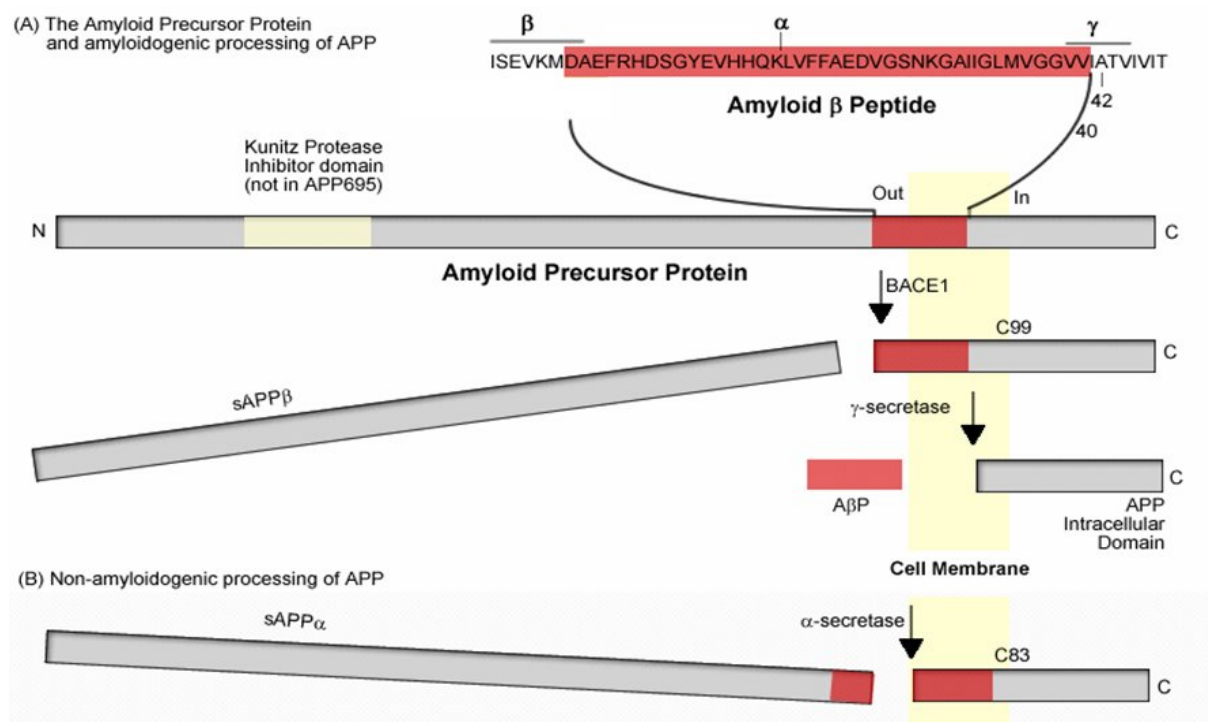 (A) The Amyloid Precursor Protein
and amyloidogenic processing of APP
β
α
γ
ISEVKMDAEFRHDSGYEVHHQKLVFFAEDVGSNKGAIIGLMVGGVVIATVIVIT
Amyloid β Peptide
42
40
Kunitz Protease
Inhibitor domain
(not in APP695)
Out
In
N
C
Amyloid Precursor Protein
BACE1
C99
C
sAPPβ
γ-secretase
C
AβP
APP
Intracellular
Domain
Cell Membrane
(B) Non-amyloidogenic processing of APP
sAPPα
α-secretase
C83
C